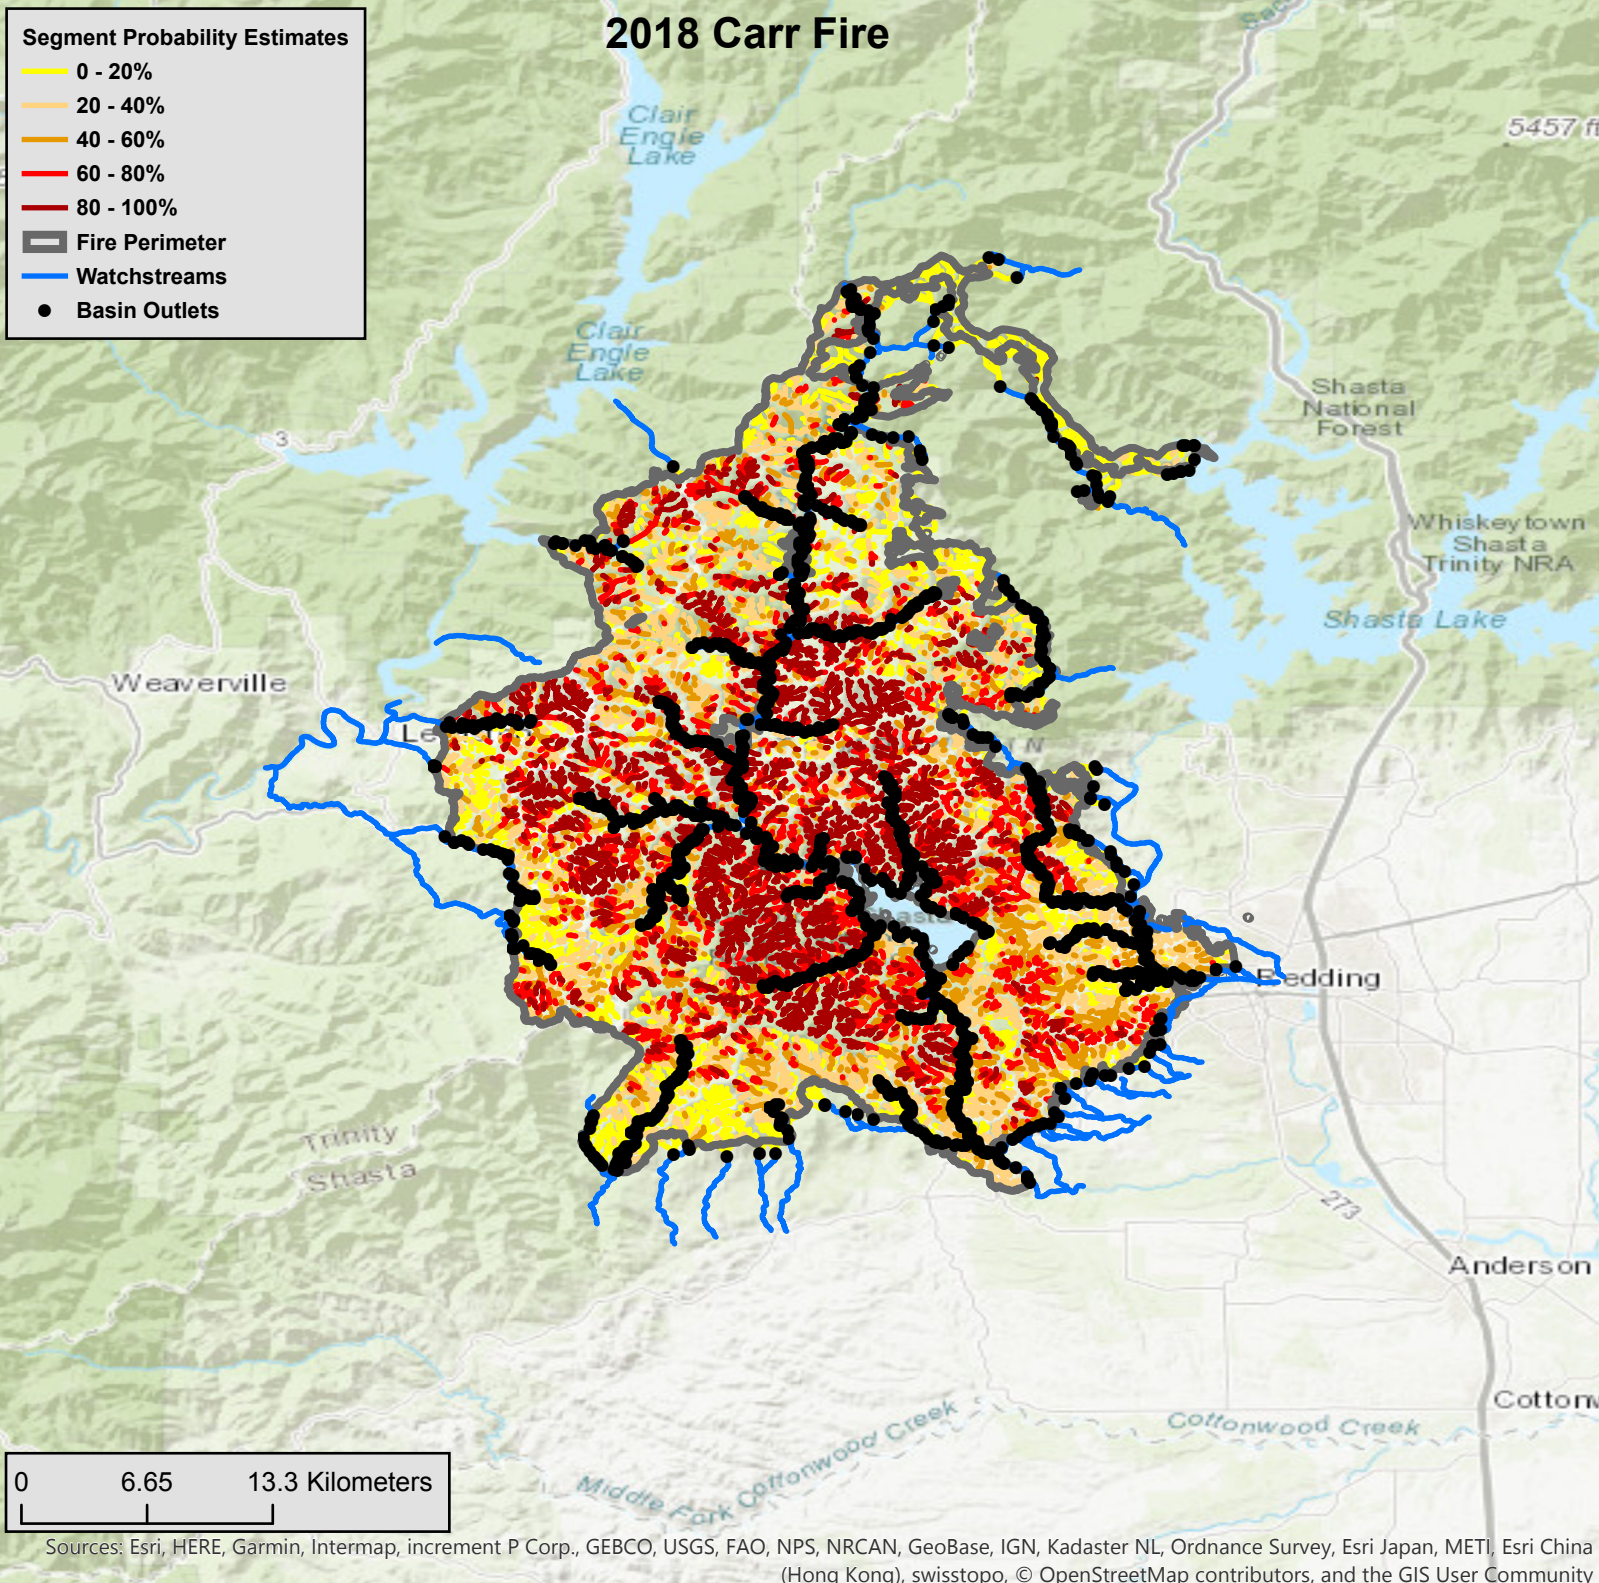 2018 Carr Fire
Segment Probability Estimates
0 - 20%
20 - 40%
40 - 60%
60 - 80%
80 - 100%
Fire Perimeter
Watchstreams
Basin Outlets
Clair
Engle
Lake
5457 ft
Clair
Engle
Lake
3
Shasta
National
Forest
Whiskeytown
Shasta
Trinity NRA
Shasta Lake
Weaverville
Redding
Trinity
Shasta
273
Anderson
Cottonw
Cottonwood Creek
Middle Fork Cottonwood Creek
0 6.65 13.3 Kilometers
Sources: Esri, HERE, Garmin, Intermap, increment P Corp., GEBCO, USGS, FAO, NPS, NRCAN, GeoBase, IGN, Kadaster NL, Ordnance Survey, Esri Japan, METI, Esri China
(Hong Kong), swisstopo, © OpenStreetMap contributors, and the GIS User Community